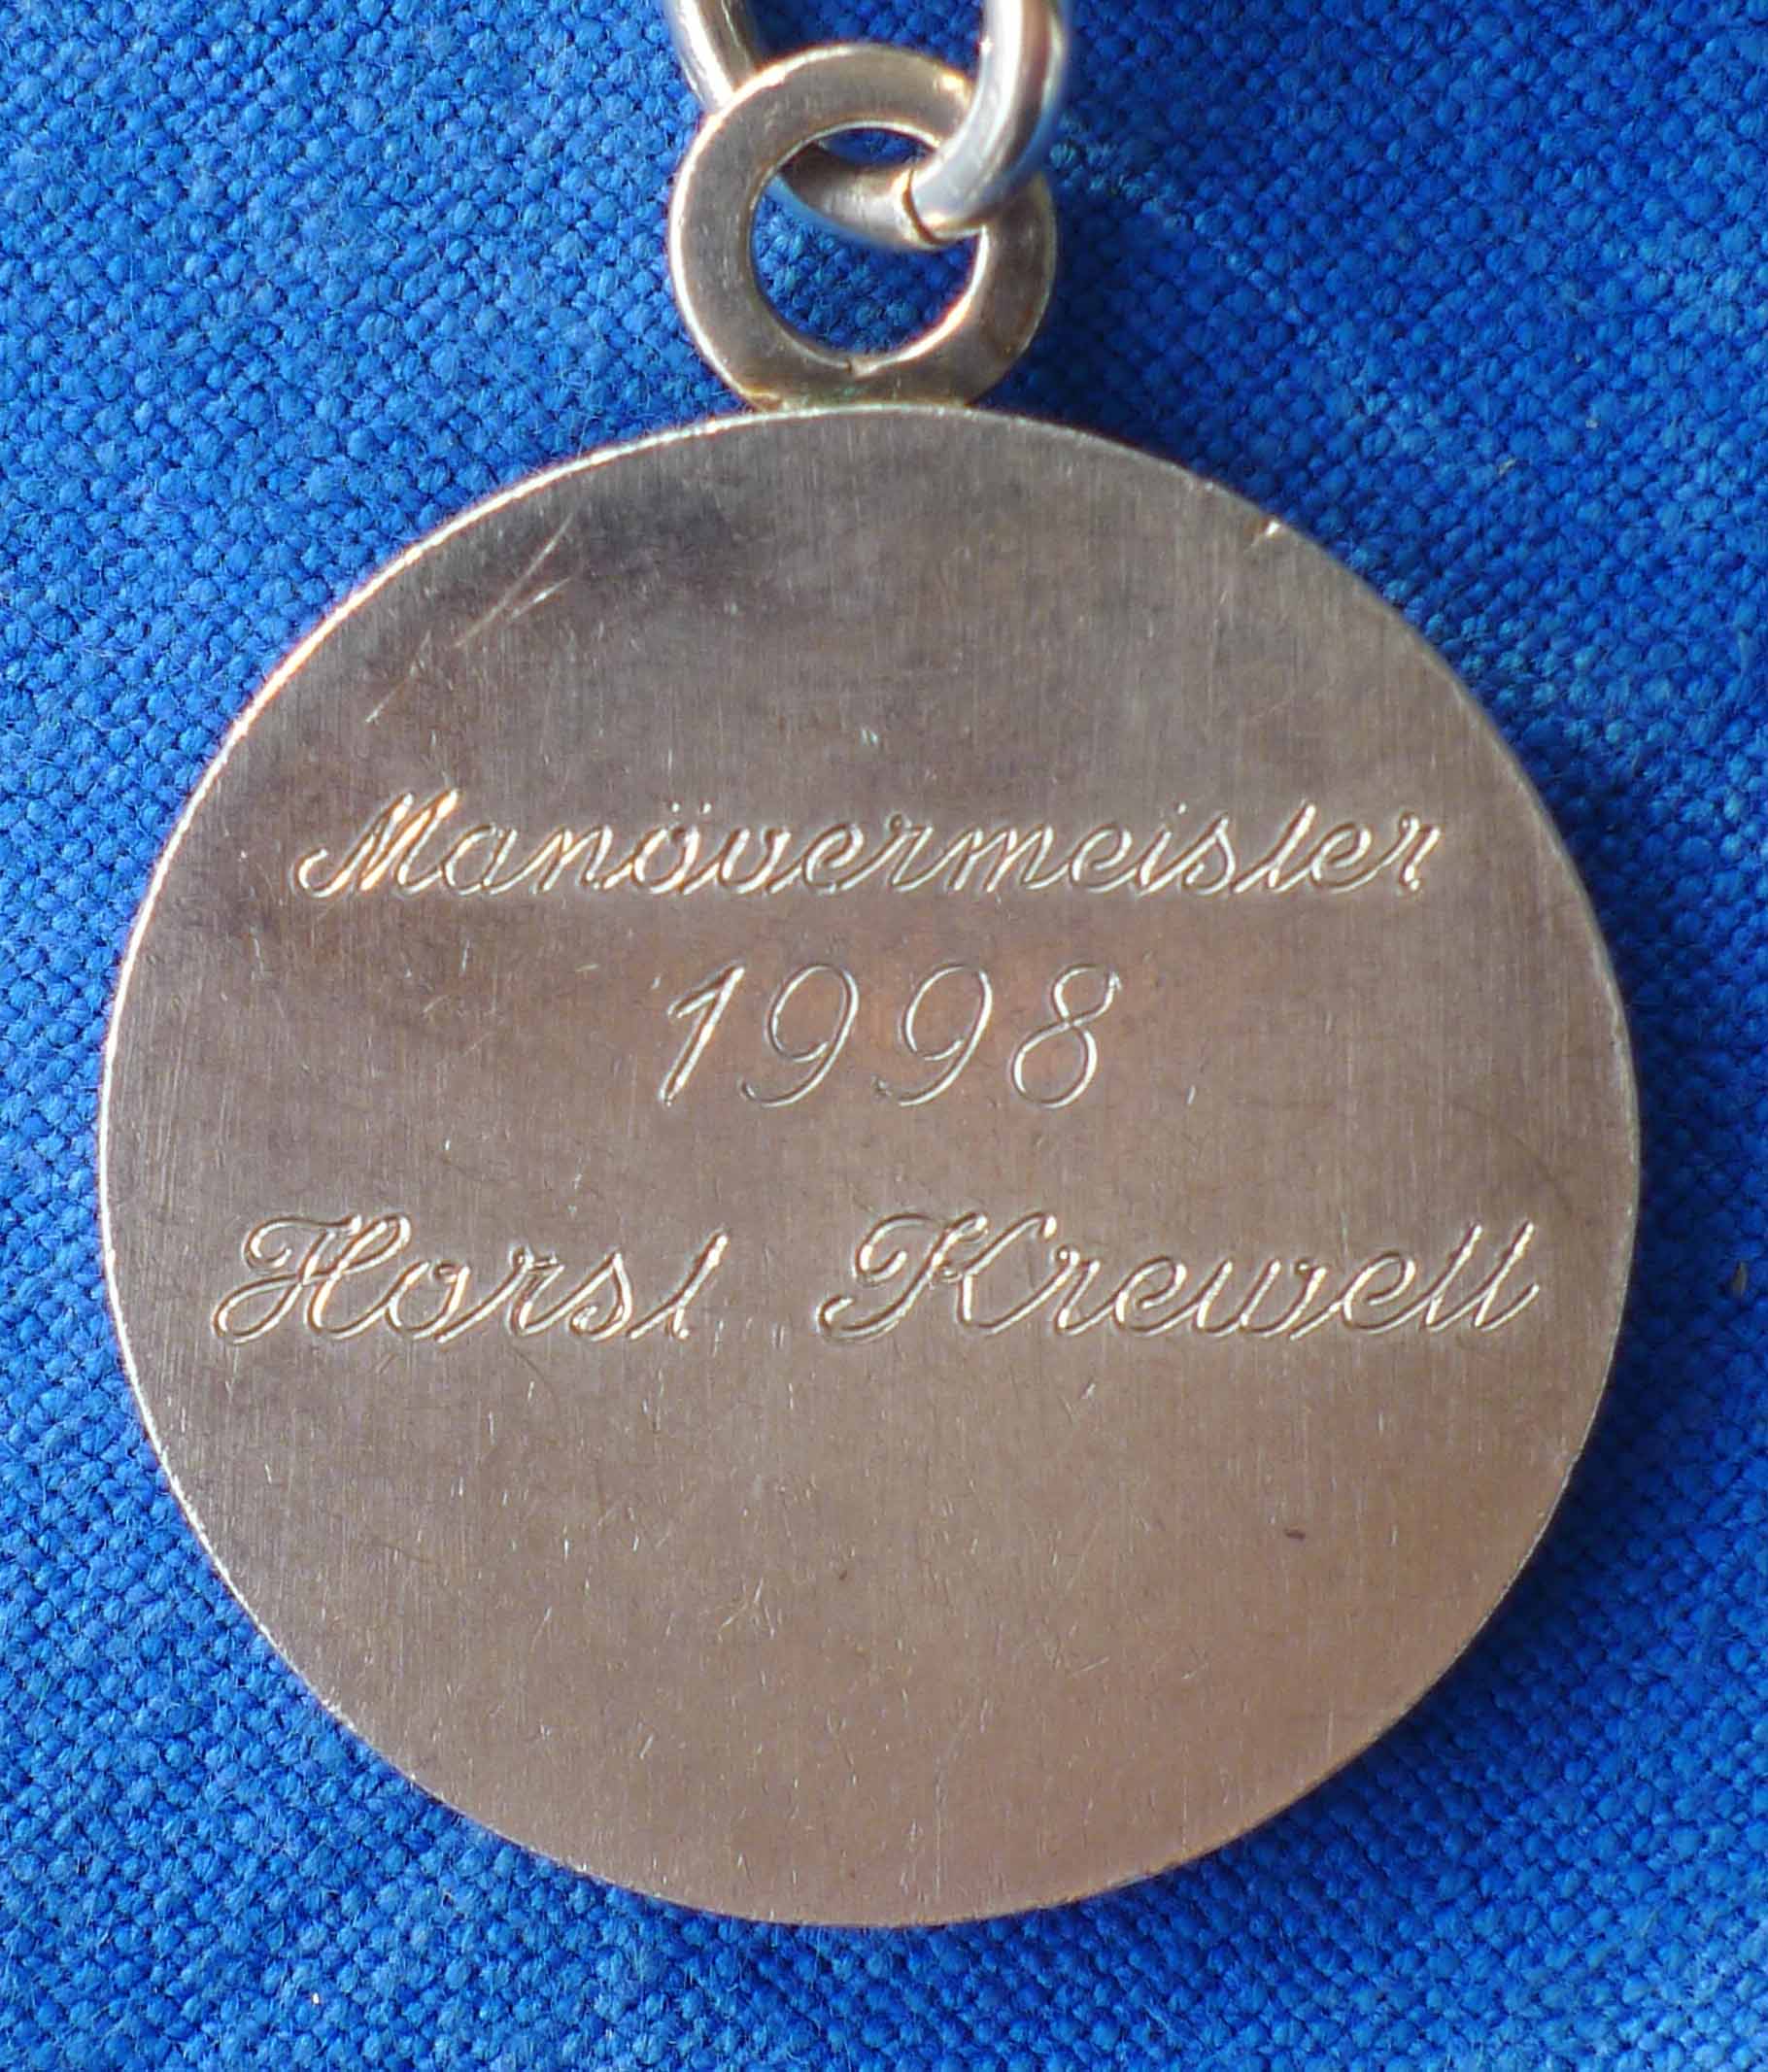 Manövermeister
1998
Horst Krewell